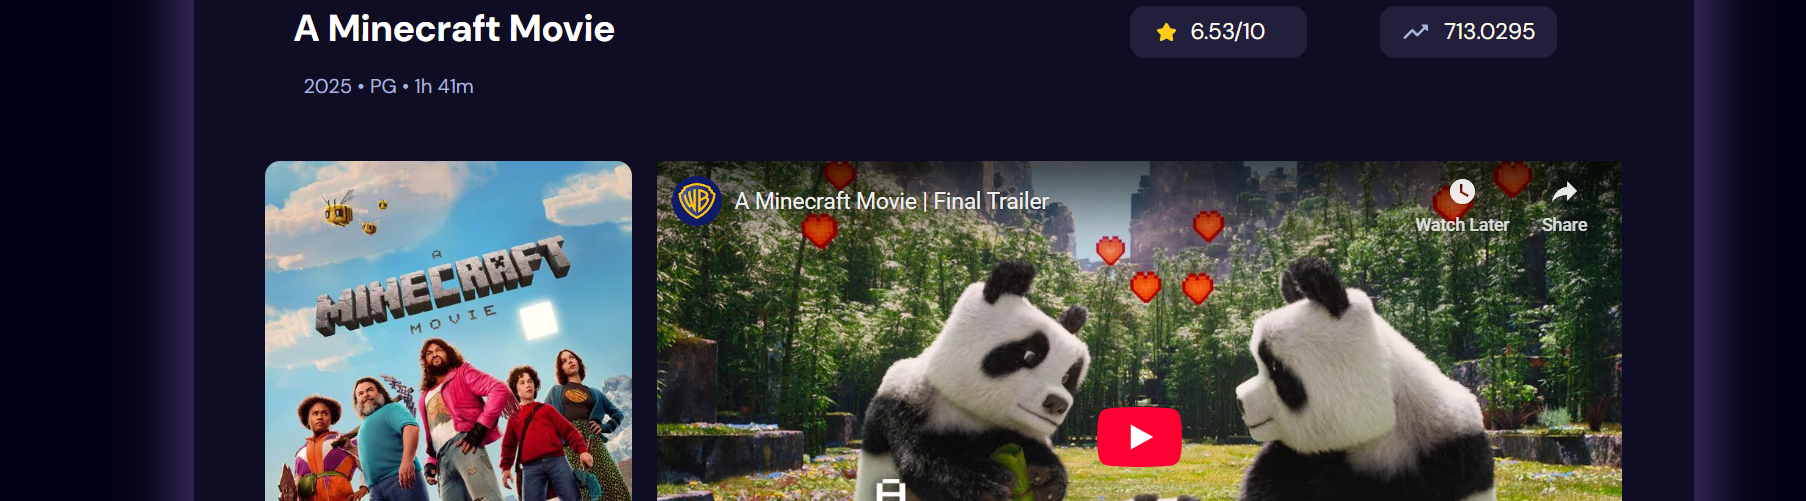 A Minecraft Movie
6.53/10
713.0295
2025 • PG • 1h 41m
A
MINECRAFT
MOVIE
WB
A Minecraft Movie | Final Trailer
Watch Later
Share